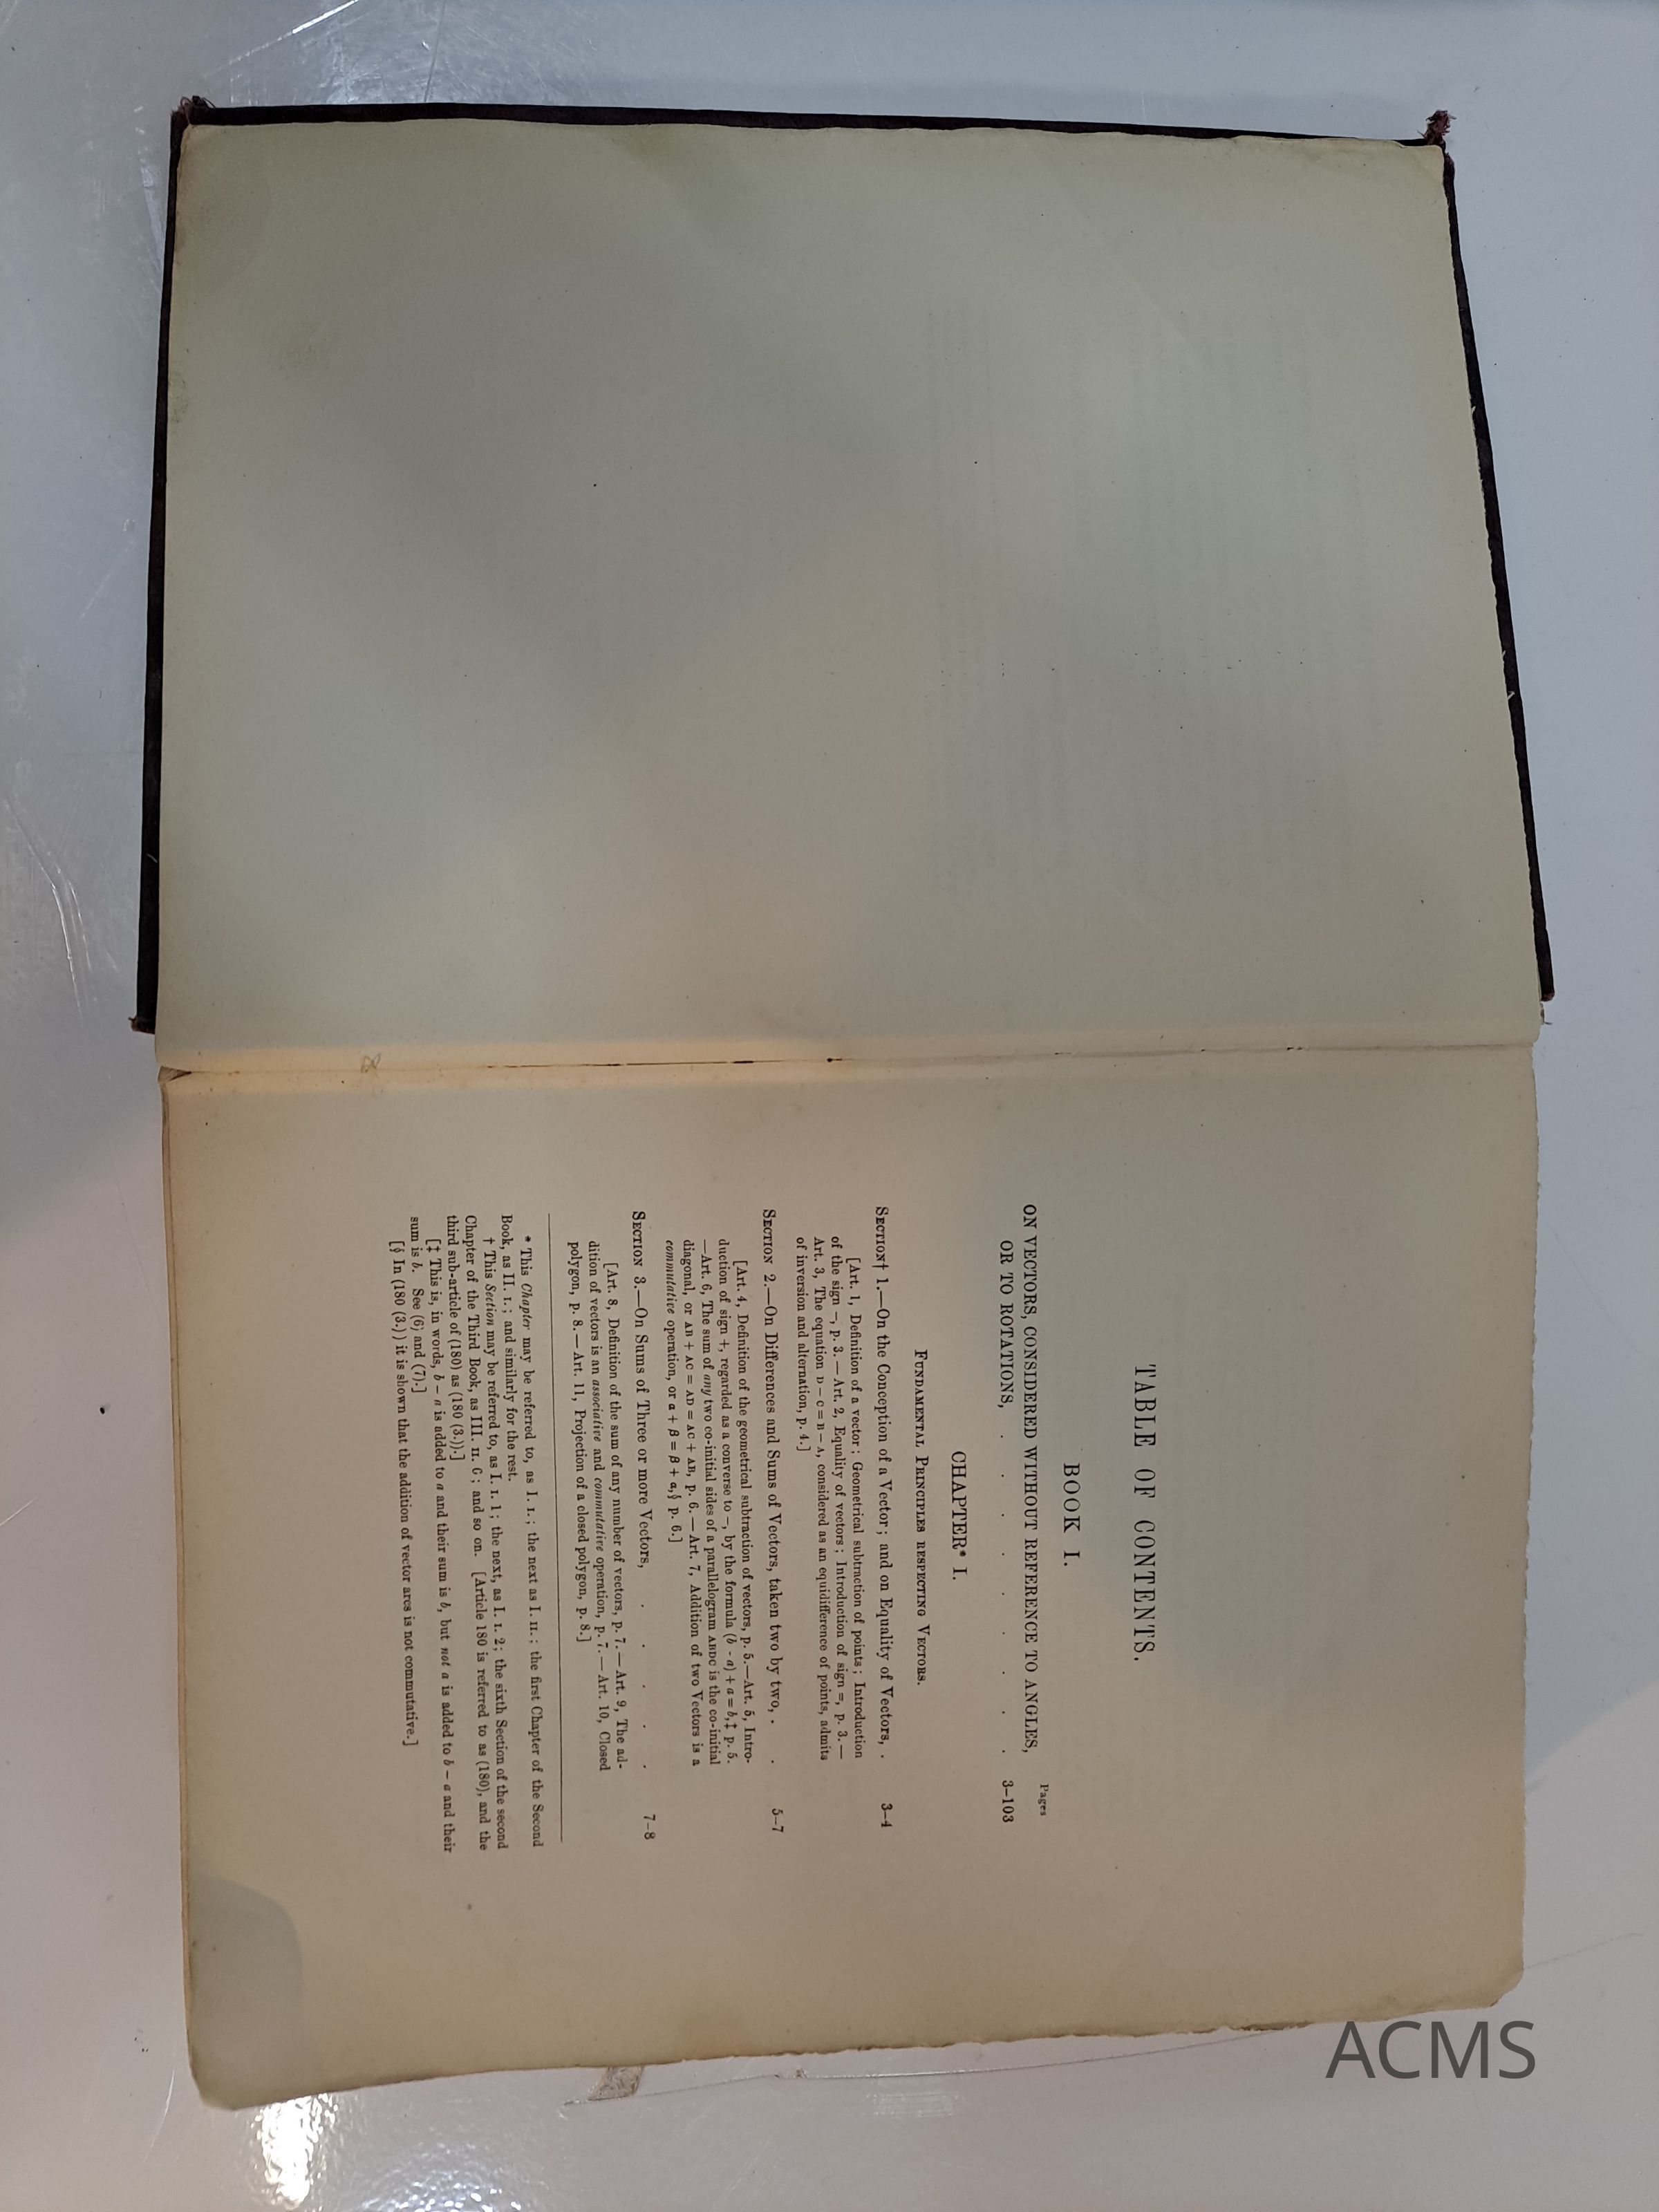 TABLE OF CONTENTS.
BOOK I.
Pages
ON VECTORS, CONSIDERED WITHOUT REFERENCE TO ANGLES,
OR TO ROTATIONS, . . . . . . . . . 3–103
CHAPTER* I.
FUNDAMENTAL PRINCIPLES RESPECTING VECTORS.
SECTION† 1.—On the Conception of a Vector; and on Equality of Vectors, . 3–4
[Art. 1, Definition of a vector; Geometrical subtraction of points; Introduction
of the sign –, p. 3.—Art. 2, Equality of vectors; Introduction of sign =, p. 3.—
Art. 3, The equation D – C = B – A, considered as an equidifference of points, admits
of inversion and alternation, p. 4.]
SECTION 2.—On Differences and Sums of Vectors, taken two by two, . . 5–7
[Art. 4, Definition of the geometrical subtraction of vectors, p. 5.—Art. 5, Intro-
duction of sign +, regarded as a converse to –, by the formula (b - a) + a = b,‡ p. 5.
—Art. 6, The sum of any two co-initial sides of a parallelogram ABDC is the co-initial
diagonal, or AB + AC = AD = AC + AB, p. 6.—Art. 7, Addition of two Vectors is a
commutative operation, or α + β = β + α,§ p. 6.]
SECTION 3.—On Sums of Three or more Vectors, . . . . . 7–8
[Art. 8, Definition of the sum of any number of vectors, p. 7.—Art. 9, The ad-
dition of vectors is an associative and commutative operation, p. 7.—Art. 10, Closed
polygon, p. 8.—Art. 11, Projection of a closed polygon, p. 8.]
* This Chapter may be referred to, as I. I.; the next as I. II.; the first Chapter of the Second
Book, as II. I.; and similarly for the rest.
† This Section may be referred to, as I. I. 1; the next, as I. I. 2; the sixth Section of the second
Chapter of the Third Book, as III. II. 6; and so on. [Article 180 is referred to as (180), and the
third sub-article of (180) as (180 (3.)).]
[‡ This is, in words, b – a is added to a and their sum is b, but not a is added to b – a and their
sum is b. See (6) and (7).]
[§ In (180 (3.)) it is shown that the addition of vector arcs is not commutative.]
ACMS